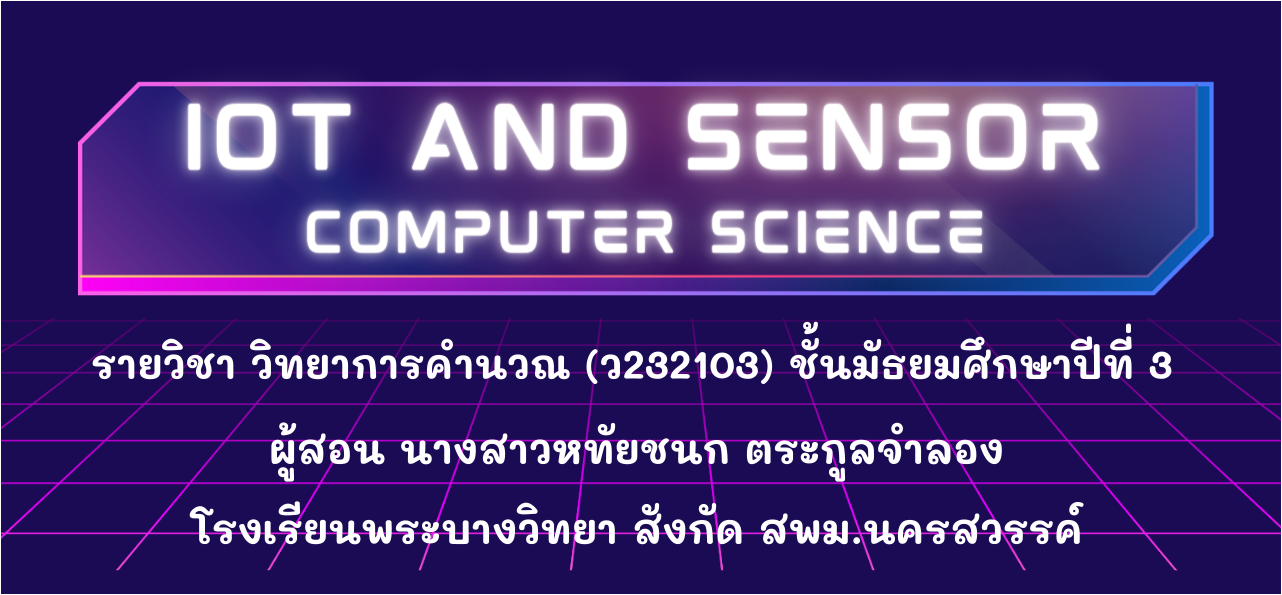 IOT AND SENSOR
COMPUTER SCIENCE
รายวิชา วิทยาการคำนวณ (ว232103) ชั้นมัธยมศึกษาปีที่ 3
ผู้สอน นางสาวหทัยชนก ตระกูลจำลอง
โรงเรียนพระบางวิทยา สังกัด สพม.นครสวรรค์